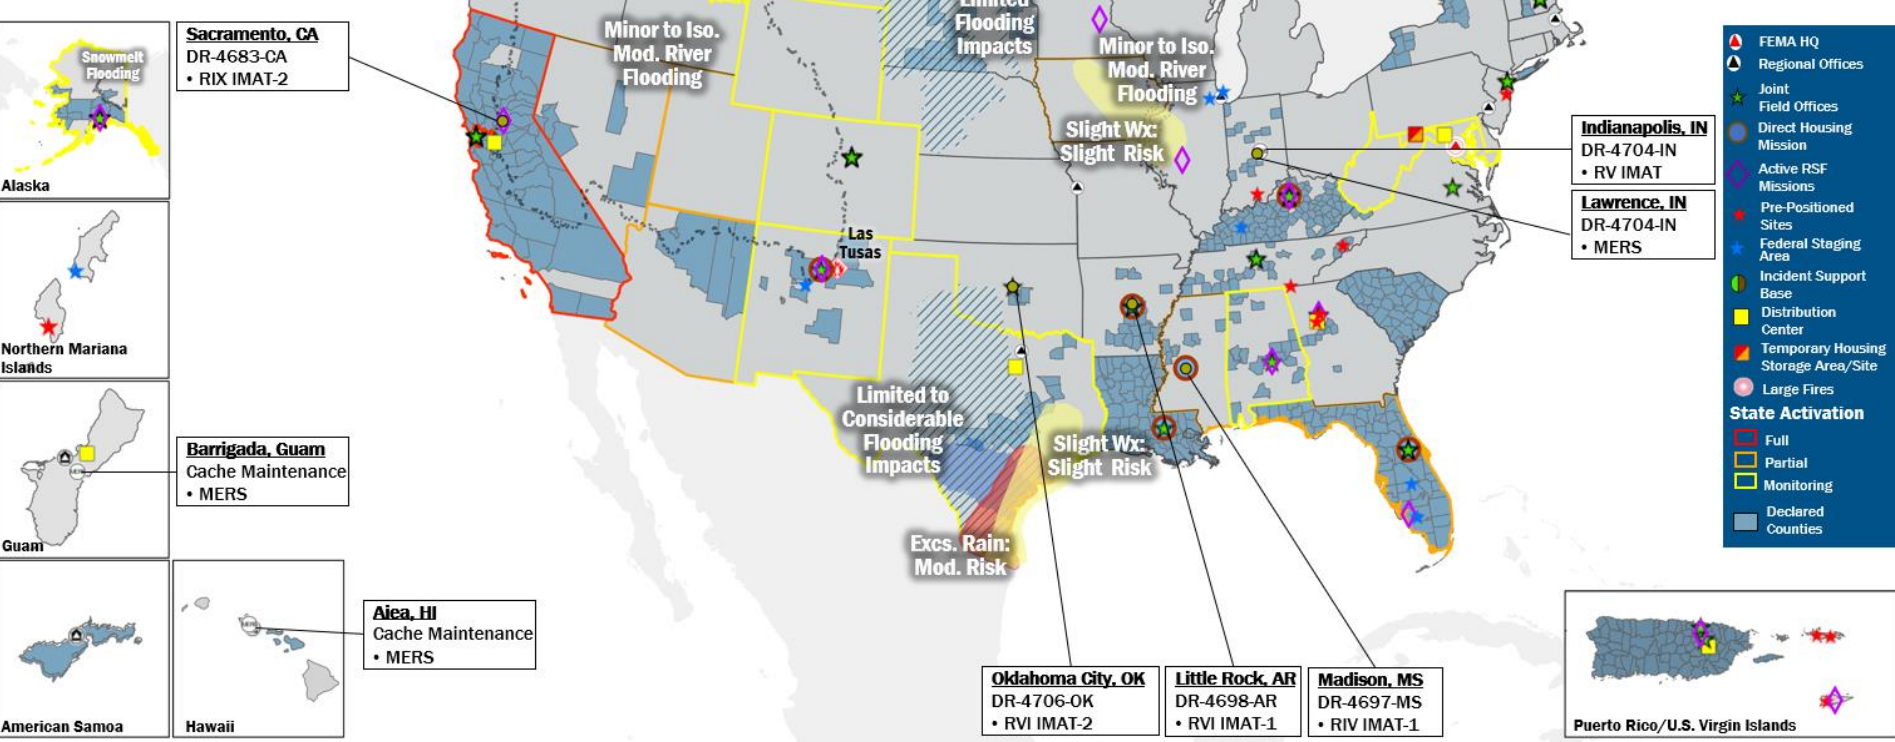 Snowmelt
Flooding
Alaska
Northern Mariana
Islands
Guam
American Samoa
Hawaii
Sacramento, CA
DR-4683-CA
• RIX IMAT-2
Barrigada, Guam
Cache Maintenance
• MERS
Aiea, HI
Cache Maintenance
• MERS
Minor to Iso.
Mod. River
Flooding
Limited
Flooding
Impacts
Minor to Iso.
Mod. River
Flooding
Slight Wx:
Slight Risk
Las
Tusas
Limited to
Considerable
Flooding
Impacts
Slight Wx:
Slight Risk
Excs. Rain:
Mod. Risk
Oklahoma City, OK
DR-4706-OK
• RVI IMAT-2
Little Rock, AR
DR-4698-AR
• RVI IMAT-1
Madison, MS
DR-4697-MS
• RIV IMAT-1
Indianapolis, IN
DR-4704-IN
• RV IMAT
Lawrence, IN
DR-4704-IN
• MERS
FEMA HQ
Regional Offices
Joint
Field Offices
Direct Housing
Mission
Active RSF
Missions
Pre-Positioned
Sites
Federal Staging
Area
Incident Support
Base
Distribution
Center
Temporary Housing
Storage Area/Site
Large Fires
State Activation
Full
Partial
Monitoring
Declared
Counties
Puerto Rico/U.S. Virgin Islands